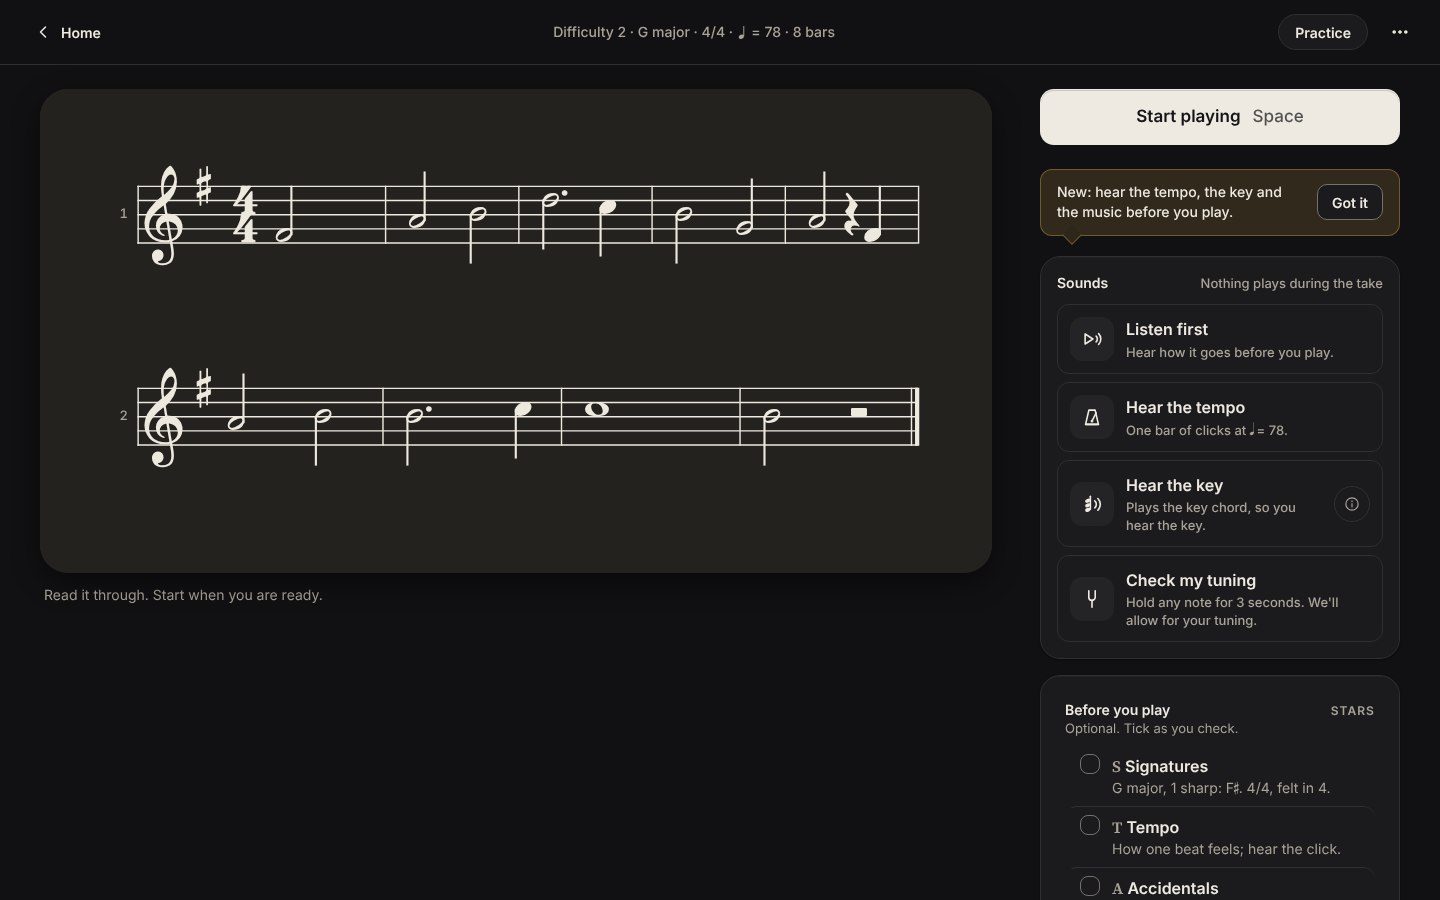 Home
Difficulty 2 · G major · 4/4 · ♩ = 78 · 8 bars
Practice
1
2
Read it through. Start when you are ready.
Start playing Space
New: hear the tempo, the key and
the music before you play.
Got it
Sounds
Nothing plays during the take
Listen first
Hear how it goes before you play.
Hear the tempo
One bar of clicks at ♩= 78.
Hear the key
Plays the key chord, so you
hear the key.
Check my tuning
Hold any note for 3 seconds. We'll
allow for your tuning.
Before you play
STARS
Optional. Tick as you check.
S Signatures
G major, 1 sharp: F♯. 4/4, felt in 4.
T Tempo
How one beat feels; hear the click.
A Accidentals